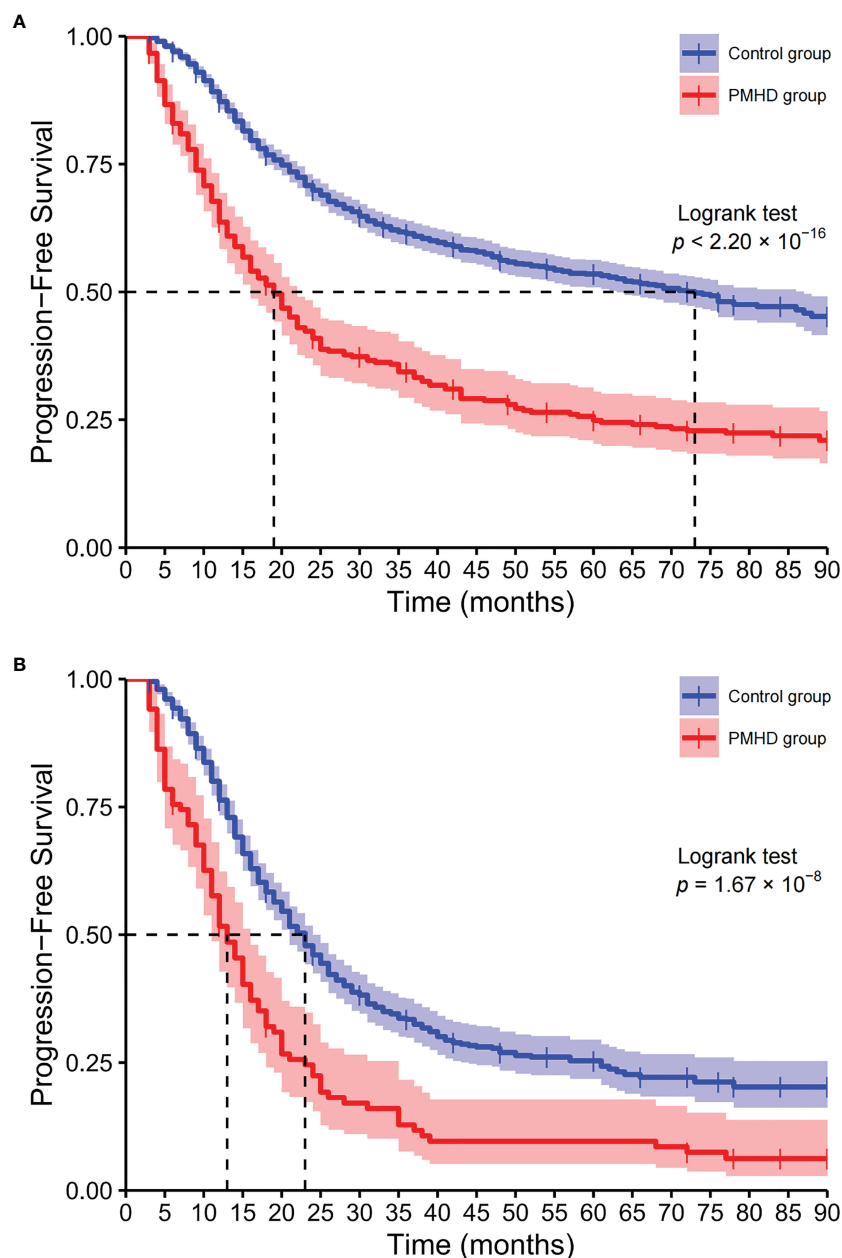 A
1.00
0.75
0.50
0.25
0.00
Progression−Free Survival
Control group
PMHD group
Logrank test
p < 2.20 × 10⁻¹⁶
0 5 10 15 20 25 30 35 40 45 50 55 60 65 70 75 80 85 90
Time (months)
B
1.00
0.75
0.50
0.25
0.00
Progression−Free Survival
Control group
PMHD group
Logrank test
p = 1.67 × 10⁻⁸
0 5 10 15 20 25 30 35 40 45 50 55 60 65 70 75 80 85 90
Time (months)